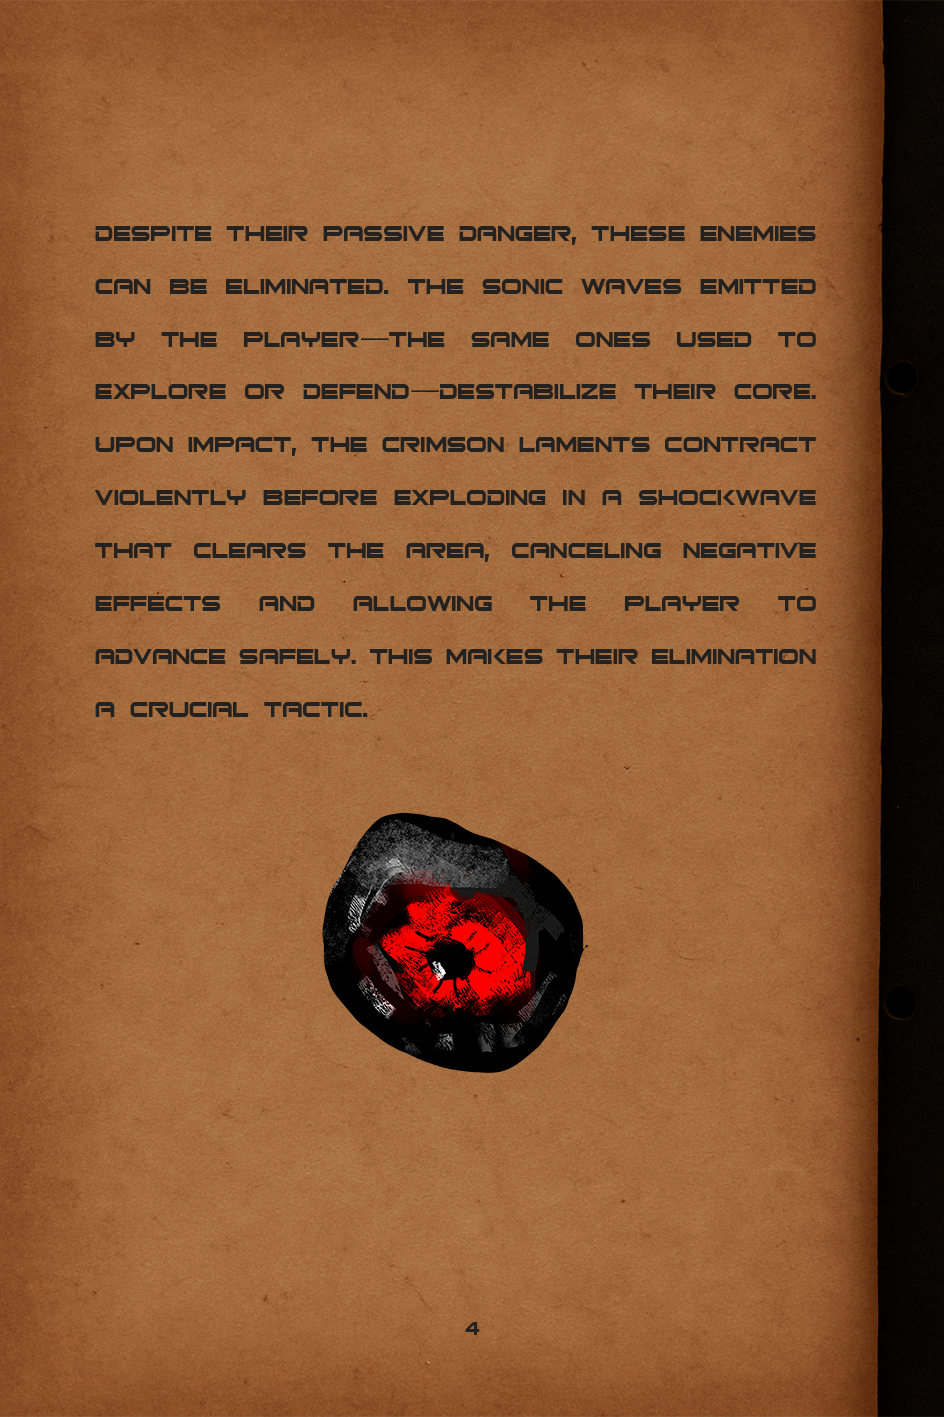 DESPITE THEIR PASSIVE DANGER, THESE ENEMIES
CAN BE ELIMINATED. THE SONIC WAVES EMITTED
BY THE PLAYER—THE SAME ONES USED TO
EXPLORE OR DEFEND—DESTABILIZE THEIR CORE.
UPON IMPACT, THE CRIMSON LAMENTS CONTRACT
VIOLENTLY BEFORE EXPLODING IN A SHOCKWAVE
THAT CLEARS THE AREA, CANCELING NEGATIVE
EFFECTS AND ALLOWING THE PLAYER TO
ADVANCE SAFELY. THIS MAKES THEIR ELIMINATION
A CRUCIAL TACTIC.
4